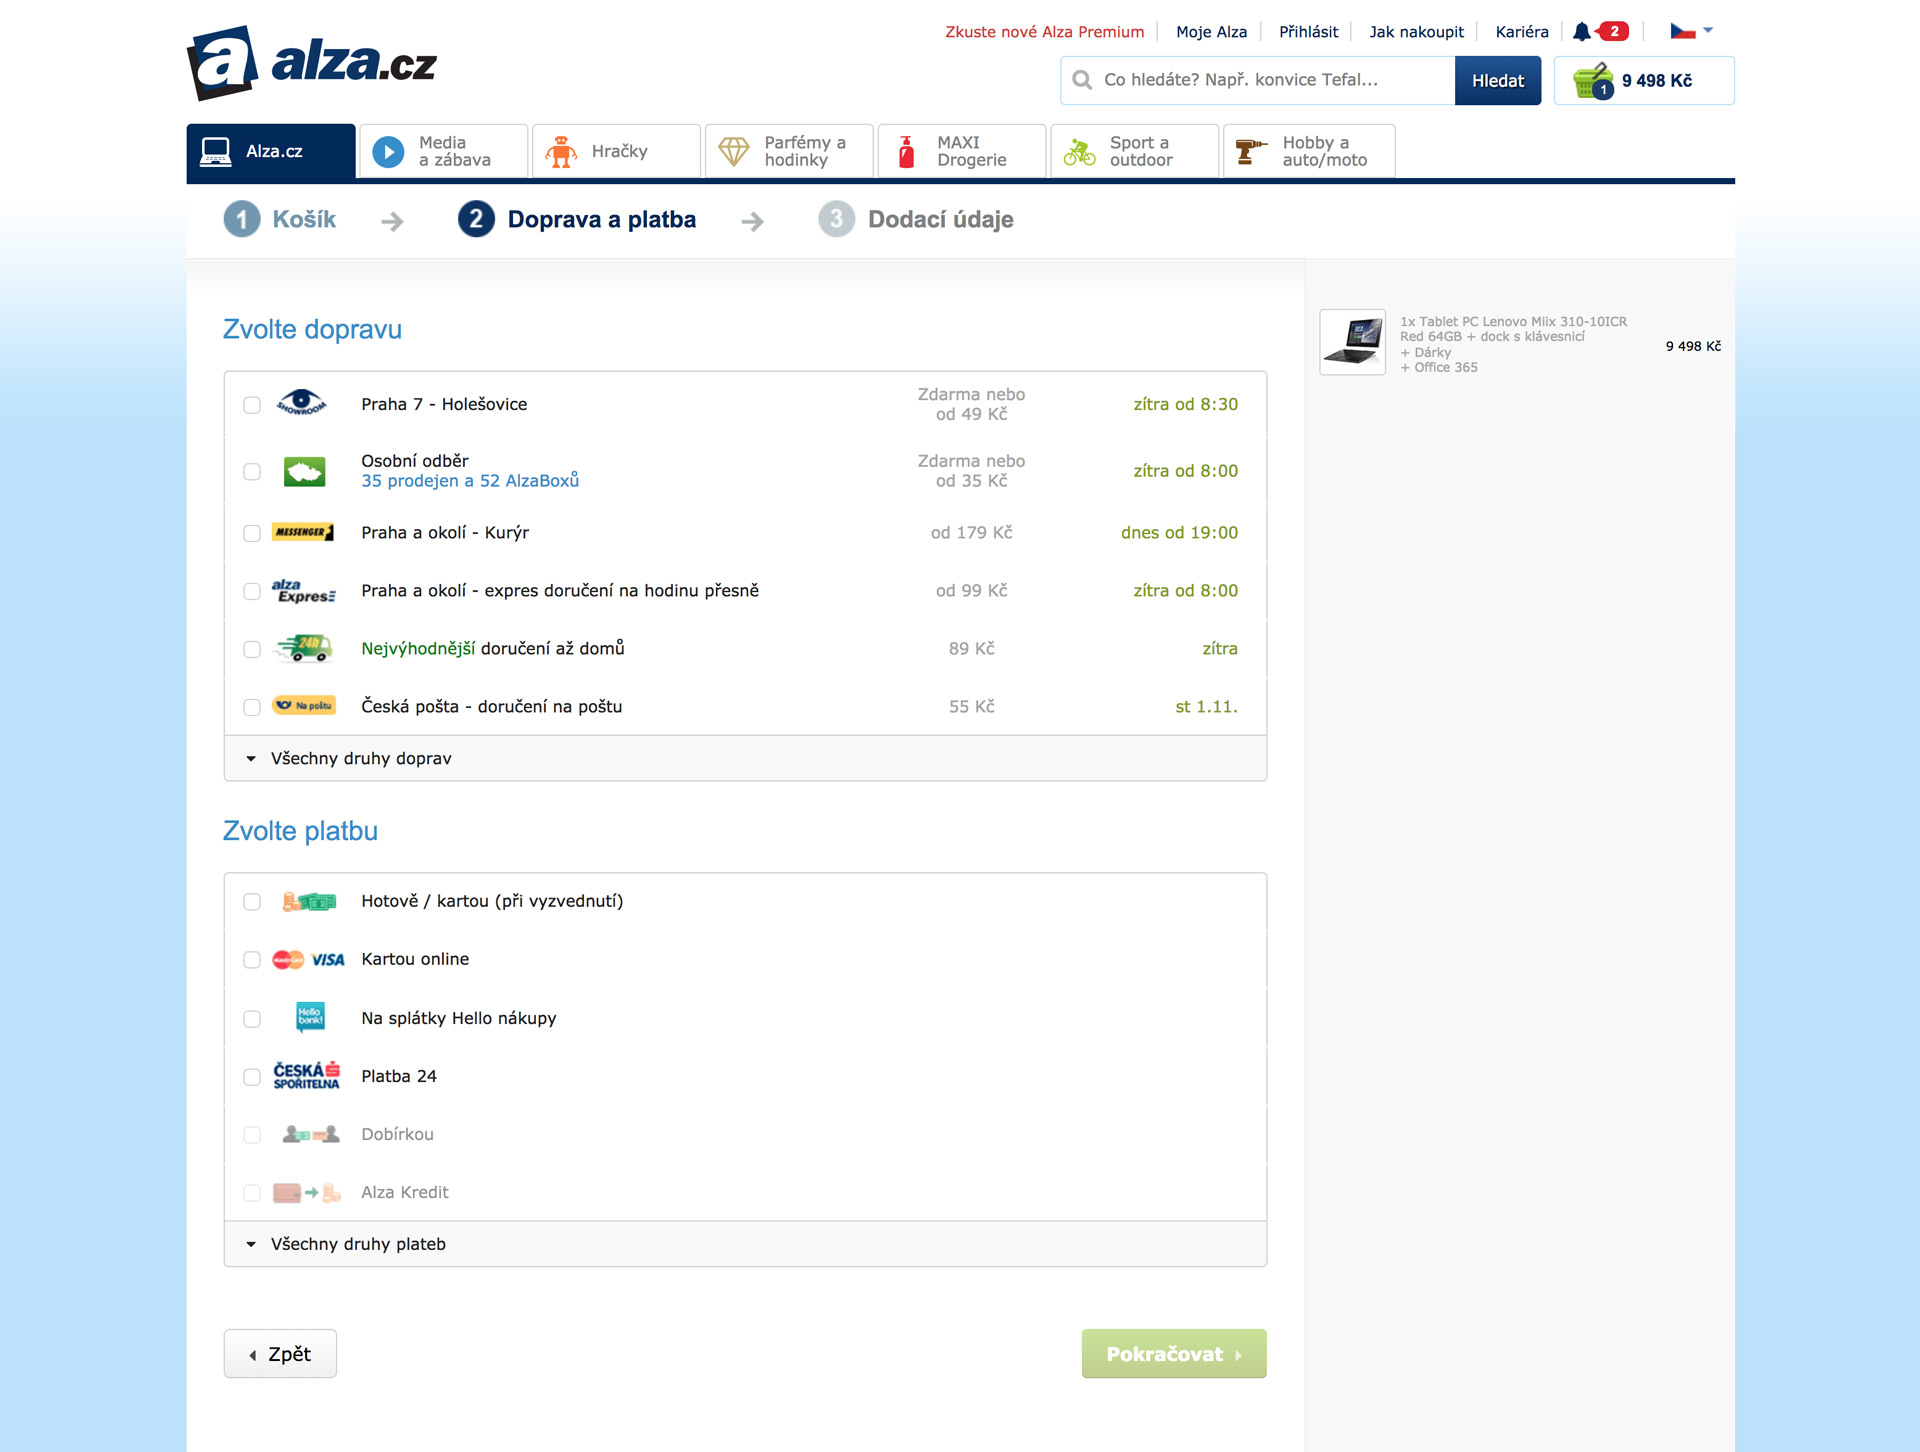 alza.cz
Zkuste nové Alza Premium
Moje Alza
Přihlásit
Jak nakoupit
Kariéra
2
Co hledáte? Např. konvice Tefal...
Hledat
1
9 498 Kč
Alza.cz
Media
a zábava
Hračky
Parfémy a
hodinky
MAXI
Drogerie
Sport a
outdoor
Hobby a
auto/moto
1 Košík
2 Doprava a platba
3 Dodací údaje
Zvolte dopravu
SHOWROOM
Praha 7 - Holešovice
Zdarma nebo
od 49 Kč
zítra od 8:30
Osobní odběr
35 prodejen a 52 AlzaBoxů
Zdarma nebo
od 35 Kč
zítra od 8:00
MESSENGER
Praha a okolí - Kurýr
od 179 Kč
dnes od 19:00
alza
Expres
Praha a okolí - expres doručení na hodinu přesně
od 99 Kč
zítra od 8:00
24h
Nejvýhodnější doručení až domů
89 Kč
zítra
Na poštu
Česká pošta - doručení na poštu
55 Kč
st 1.11.
Všechny druhy doprav
Zvolte platbu
Hotově / kartou (při vyzvednutí)
MasterCard VISA
Kartou online
Hello
bank!
Na splátky Hello nákupy
ČESKÁ
SPOŘITELNA
Platba 24
Dobírkou
Alza Kredit
Všechny druhy plateb
Zpět
Pokračovat
1x Tablet PC Lenovo Miix 310-10ICR
Red 64GB + dock s klávesnicí
+ Dárky
+ Office 365
9 498 Kč